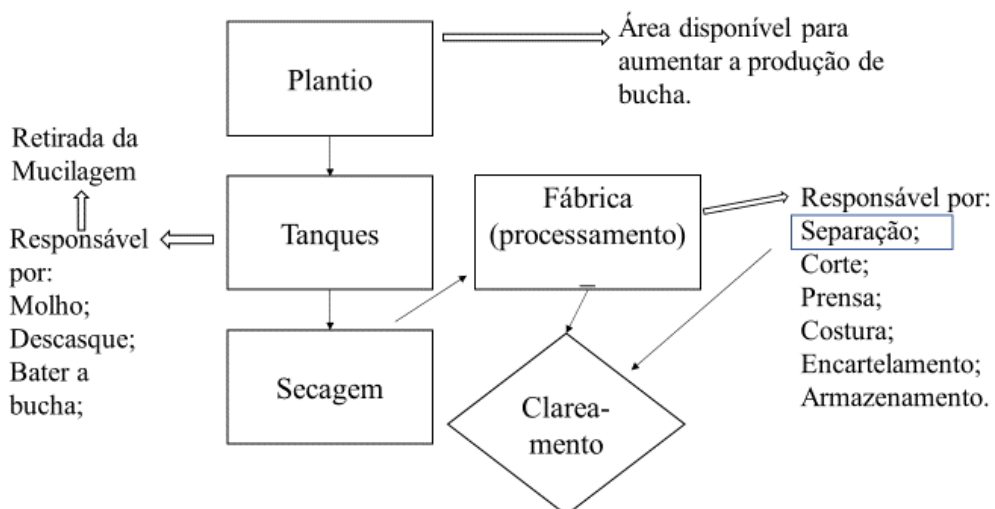 Plantio
Área disponível para
aumentar a produção de
bucha.
Retirada da
Mucilagem
Tanques
Responsável
por:
Molho;
Descasque;
Bater a
bucha;
Secagem
Fábrica
(processamento)
Responsável por:
Separação;
Corte;
Prensa;
Costura;
Encartelamento;
Armazenamento.
Clarea-
mento